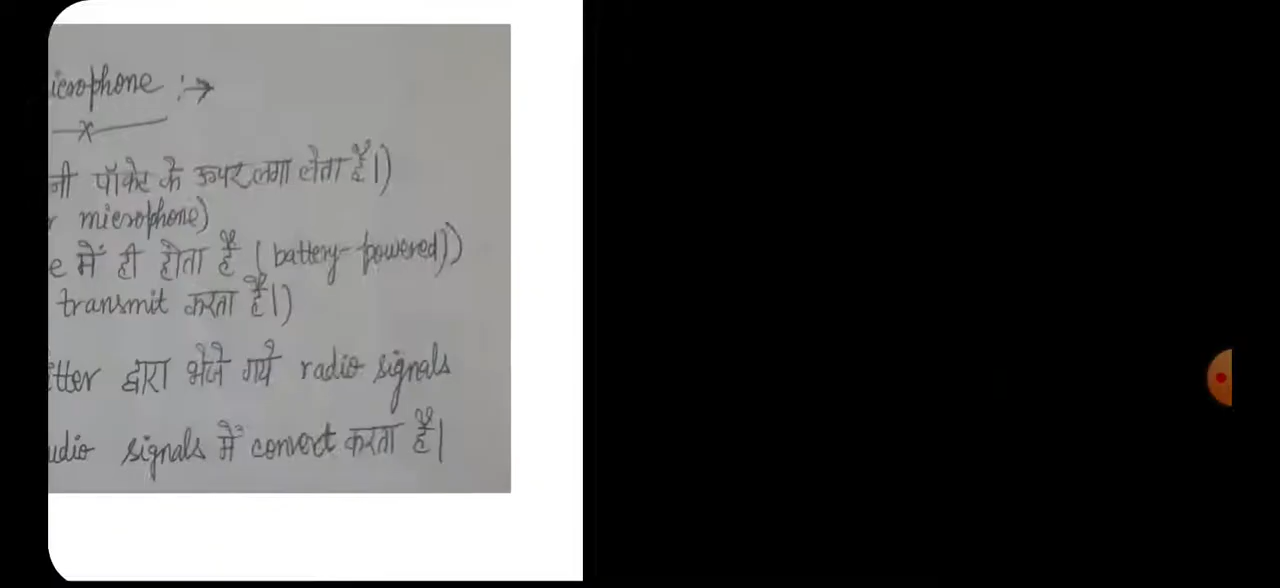 icrophone :→
नी पॉकेट के ऊपर लगा लेता है।)
r microphone)
e में ही होता है (battery-powered))
transmit करता है।)
itter द्वारा भेजे गये radio signals
udio signals में convert करता है।